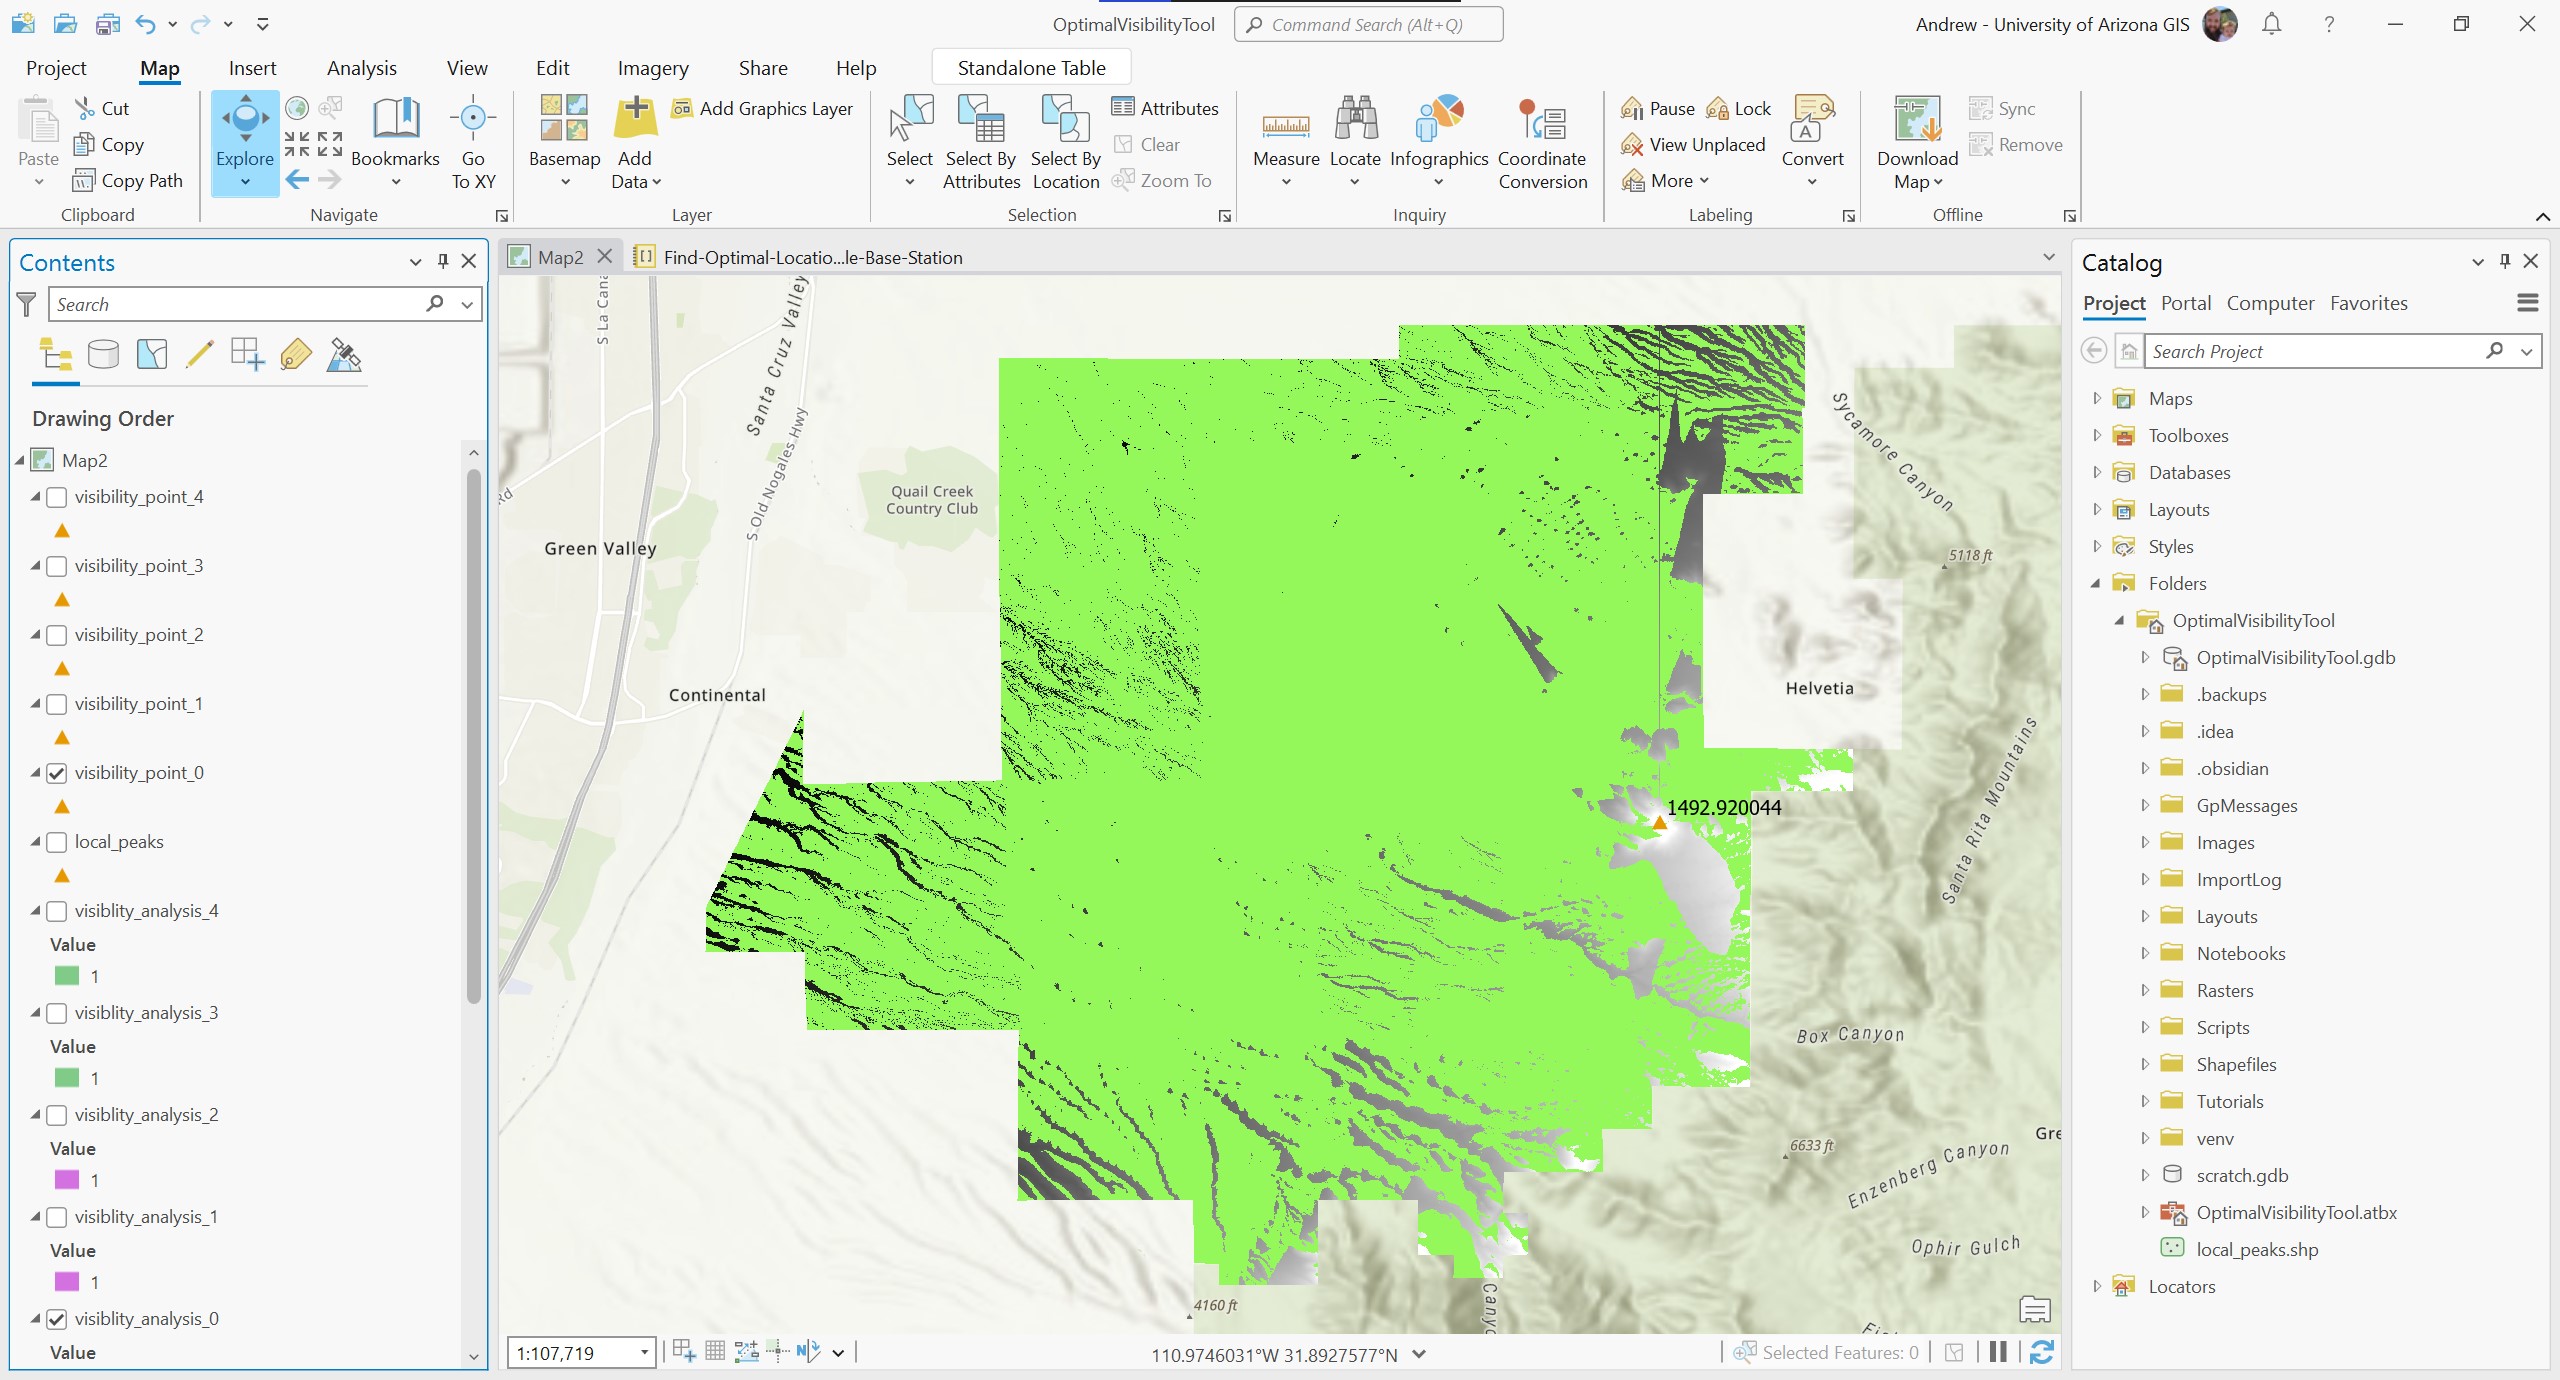 OptimalVisibilityTool
Command Search (Alt+Q)
Andrew - University of Arizona GIS
Project
Map
Insert
Analysis
View
Edit
Imagery
Share
Help
Standalone Table
Paste
Cut
Copy
Copy Path
Clipboard
Explore
Bookmarks
Go
To XY
Navigate
Basemap
Add
Data
Add Graphics Layer
Layer
Select
Select By
Attributes
Select By
Location
Attributes
Clear
Zoom To
Selection
Measure
Locate
Infographics
Coordinate
Conversion
Inquiry
Pause
Lock
View Unplaced
More
Convert
Labeling
Download
Map
Sync
Remove
Offline
Contents
Search
Drawing Order
Map2
visibility_point_4
visibility_point_3
visibility_point_2
visibility_point_1
visibility_point_0
local_peaks
visiblity_analysis_4
Value
1
visiblity_analysis_3
Value
1
visiblity_analysis_2
Value
1
visiblity_analysis_1
Value
1
visiblity_analysis_0
Value
Map2
Find-Optimal-Locatio...le-Base-Station
S La Cana
Santa Cruz Valley
S Old Nogales Hwy
Rd
Quail Creek
Country Club
Green Valley
Continental
Sycamore Canyon
5118 ft
Helvetia
Santa Rita Mountains
1492.920044
Box Canyon
6633 ft
Gre
Enzenberg Canyon
Ophir Gulch
4160 ft
Canyo
1:107,719
110.9746031°W 31.8927577°N
Selected Features: 0
Catalog
Project
Portal
Computer
Favorites
Search Project
Maps
Toolboxes
Databases
Layouts
Styles
Folders
OptimalVisibilityTool
OptimalVisibilityTool.gdb
.backups
.idea
.obsidian
GpMessages
Images
ImportLog
Layouts
Notebooks
Rasters
Scripts
Shapefiles
Tutorials
venv
scratch.gdb
OptimalVisibilityTool.atbx
local_peaks.shp
Locators